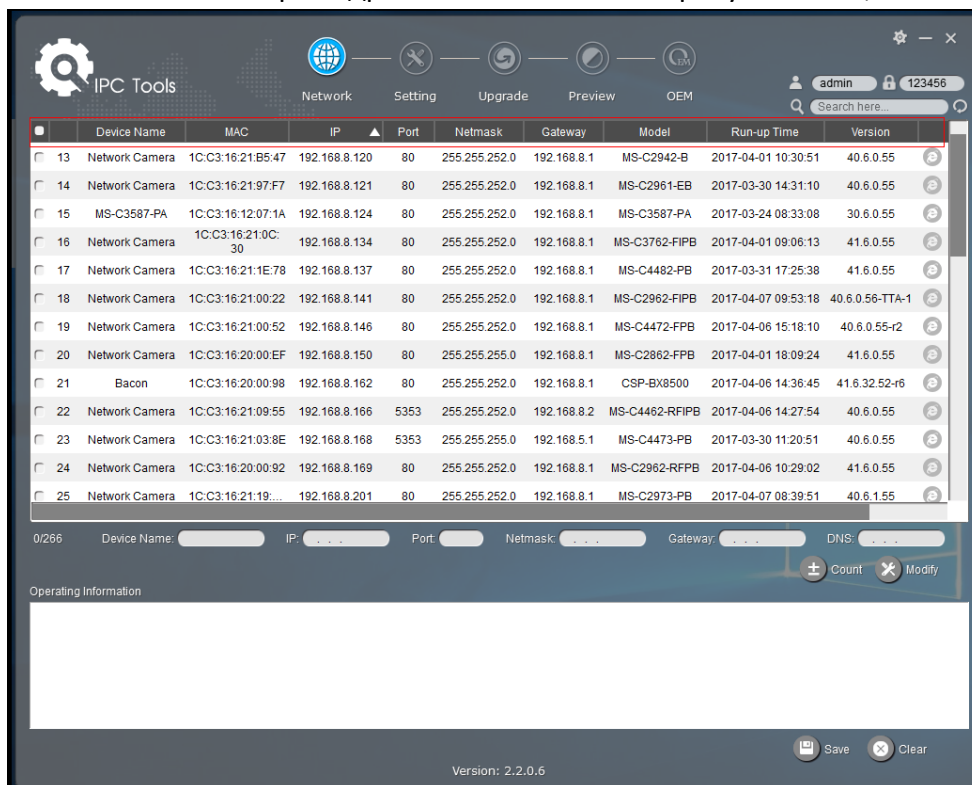 IPC Tools
Network Setting Upgrade Preview OEM
admin 123456
Search here...
Device Name MAC IP Port Netmask Gateway Model Run-up Time Version
13 Network Camera 1C:C3:16:21:B5:47 192.168.8.120 80 255.255.252.0 192.168.8.1 MS-C2942-B 2017-04-01 10:30:51 40.6.0.55
14 Network Camera 1C:C3:16:21:97:F7 192.168.8.121 80 255.255.252.0 192.168.8.1 MS-C2961-EB 2017-03-30 14:31:10 40.6.0.55
15 MS-C3587-PA 1C:C3:16:12:07:1A 192.168.8.124 80 255.255.252.0 192.168.8.1 MS-C3587-PA 2017-03-24 08:33:08 30.6.0.55
16 Network Camera 1C:C3:16:21:0C:30 192.168.8.134 80 255.255.252.0 192.168.8.1 MS-C3762-FIPB 2017-04-01 09:06:13 41.6.0.55
17 Network Camera 1C:C3:16:21:1E:78 192.168.8.137 80 255.255.252.0 192.168.8.1 MS-C4482-PB 2017-03-31 17:25:38 41.6.0.55
18 Network Camera 1C:C3:16:21:00:22 192.168.8.141 80 255.255.252.0 192.168.8.1 MS-C2962-FIPB 2017-04-07 09:53:18 40.6.0.56-TTA-1
19 Network Camera 1C:C3:16:21:00:52 192.168.8.146 80 255.255.252.0 192.168.8.1 MS-C4472-FPB 2017-04-06 15:18:10 40.6.0.55-r2
20 Network Camera 1C:C3:16:20:00:EF 192.168.8.150 80 255.255.255.0 192.168.8.1 MS-C2862-FPB 2017-04-01 18:09:24 41.6.0.55
21 Bacon 1C:C3:16:20:00:98 192.168.8.162 80 255.255.252.0 192.168.8.1 CSP-BX8500 2017-04-06 14:36:45 41.6.32.52-r6
22 Network Camera 1C:C3:16:21:09:55 192.168.8.166 5353 255.255.252.0 192.168.8.2 MS-C4462-RFIPB 2017-04-06 14:27:54 40.6.0.55
23 Network Camera 1C:C3:16:21:03:8E 192.168.8.168 5353 255.255.255.0 192.168.5.1 MS-C4473-PB 2017-03-30 11:20:51 40.6.0.55
24 Network Camera 1C:C3:16:20:00:92 192.168.8.169 80 255.255.252.0 192.168.8.1 MS-C2962-RFPB 2017-04-06 10:29:02 41.6.0.55
25 Network Camera 1C:C3:16:21:19:... 192.168.8.201 80 255.255.252.0 192.168.8.1 MS-C2973-PB 2017-04-07 08:39:51 40.6.1.55
0/266 Device Name: IP: . . . Port: Netmask: . . . Gateway: . . . DNS: . . .
Count Modify
Operating Information
Save Clear
Version: 2.2.0.6